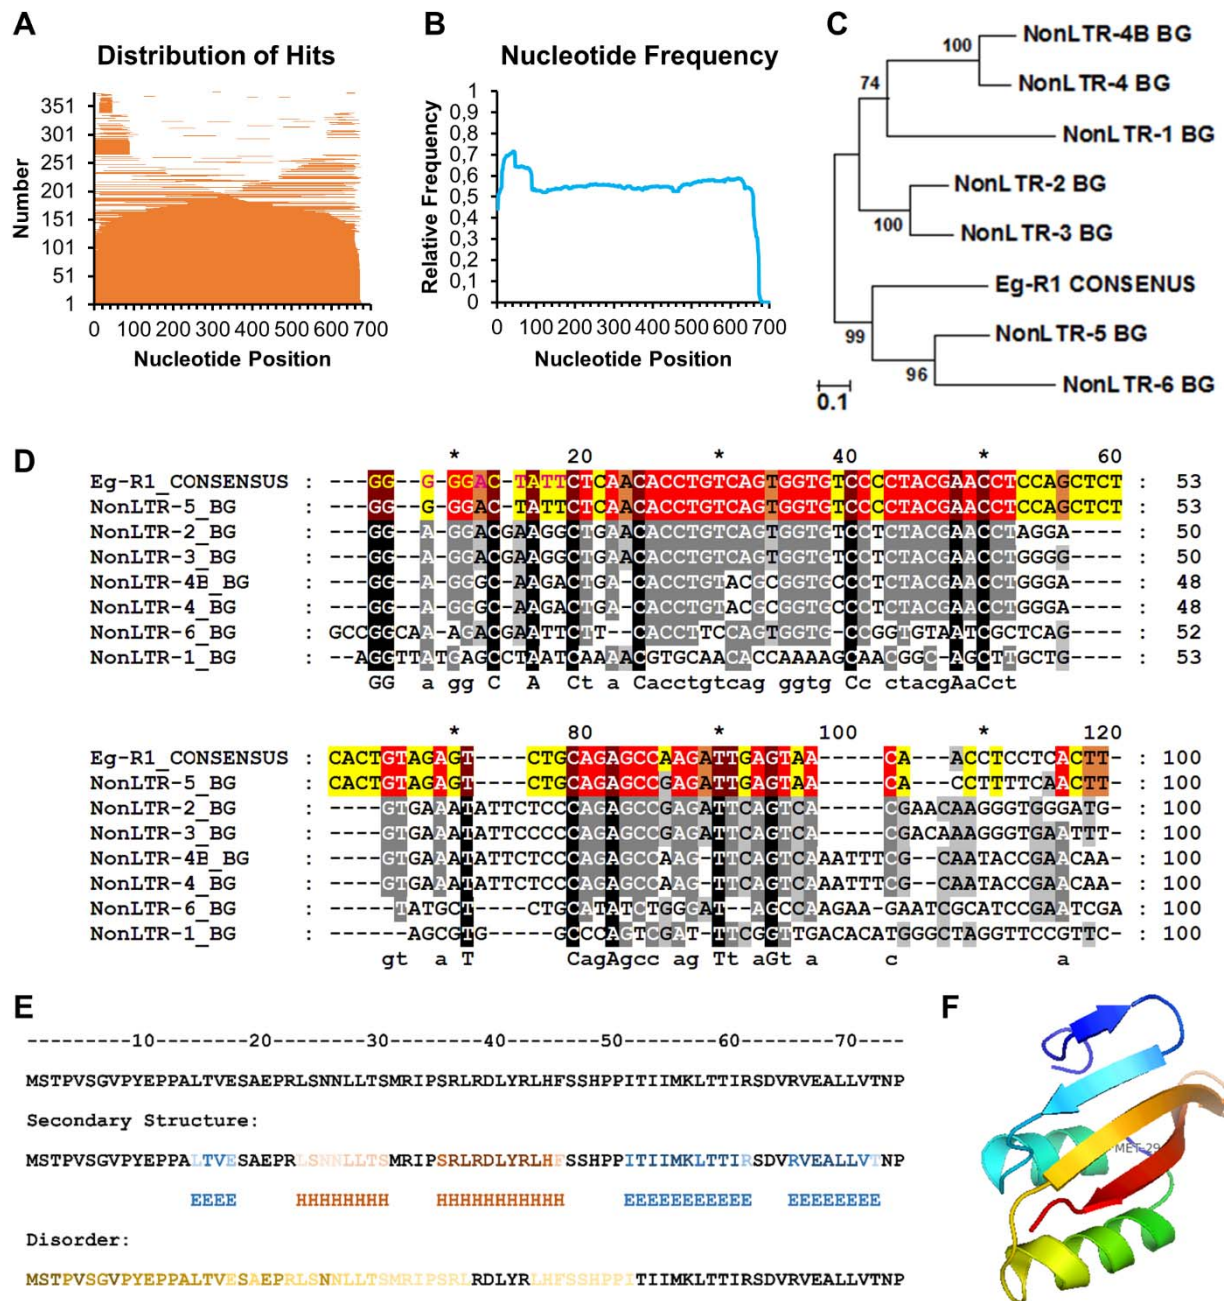 A
Distribution of Hits
Number
351
301
251
201
151
101
51
1
0 100 200 300 400 500 600 700
Nucleotide Position
B
Nucleotide Frequency
Relative Frequency
1
0,9
0,8
0,7
0,6
0,5
0,4
0,3
0,2
0,1
0
0 100 200 300 400 500 600 700
Nucleotide Position
C
NonLTR-4B BG
100
NonLTR-4 BG
74
NonLTR-1 BG
NonLTR-2 BG
100
NonLTR-3 BG
Eg-R1 CONSENUS
99
NonLTR-5 BG
96
NonLTR-6 BG
0.1
D
* 20 * 40 * 60
Eg-R1_CONSENSUS : ---GG--G-GGAC-TATTCTCAACACCTGTCAGTGGTGTCCCCTACGAACCTCCAGCTCT : 53
NonLTR-5_BG : ---GG--G-GGAC-TATTCTCAACACCTGTCAGTGGTGTCCCCTACGAACCTCCAGCTCT : 53
NonLTR-2_BG : ---GG--A-GGACGAAGGCTGAACACCTGTCAGTGGTGTCCTCTACGAACCTAGGA---- : 50
NonLTR-3_BG : ---GG--A-GGACGAAGGCTGAACACCTGTCAGTGGTGTCCTCTACGAACCTGGGG---- : 50
NonLTR-4B_BG : ---GG--A-GGGC-AAGACTGA-CACCTGTACGCGGTGCCCTCTACGAACCTGGGA---- : 48
NonLTR-4_BG : ---GG--A-GGGC-AAGACTGA-CACCTGTACGCGGTGCCCTCTACGAACCTGGGA---- : 48
NonLTR-6_BG : GCCGGCAA-AGACGAATTCTT--CACCTTCCAGTGGTG-CCGGTGTAATCGCTCAG---- : 52
NonLTR-1_BG : --AGGTTATGAGCCTAATCAAAACGTGCAACACCAAAAGCAACGGC-AGCTTGCTG---- : 53
GG a gg C A Ct a Cacctgtcag ggtg Cc ctacgAaCct
* 80 * 100 * 120
Eg-R1_CONSENSUS : CACTGTAGAGT----CTGCAGAGCCAAGATTGAGTAA-----CA--ACCTCCTCACTT- : 100
NonLTR-5_BG : CACTGTAGAGT----CTGCAGAGCCGAGATTGAGTAA-----CA--CCTTTTCAACTT- : 100
NonLTR-2_BG : ----GTGAAATATTCTCCCAGAGCCGAGATTCAGTCA-----CGAACAAGGGTGGGATG- : 100
NonLTR-3_BG : ----GTGAAATATTCCCCCAGAGCCGAGATTCAGTCA-----CGACAAAGGGTGAATTT- : 100
NonLTR-4B_BG : ----GTGAAATATTCTCCCAGAGCCAAG-TTCAGTCAAATTTCG--CAATACCGAACAA- : 100
NonLTR-4_BG : ----GTGAAATATTCTCCCAGAGCCAAG-TTCAGTCAAATTTCG--CAATACCGAACAA- : 100
NonLTR-6_BG : -----TATGCT----CTGCATATCTGGGAT--AGCCAAGAA-GAATCGCATCCGAATCGA : 100
NonLTR-1_BG : ------AGCGTG-----GCCCAGTCGAT-TTCGGTTGACACATGGGCTAGGTTCCGTTC- : 100
gt a T CagAgcc ag Tt aGt a c a
E
---------10--------20--------30--------40--------50--------60--------70----
MSTPVSGVPYEPPALTVESAEPRLSNNLLTSMRIPSRLRDLYRLHFSSHPPITIIMKLTTIRSDVRVEALLVTNP
Secondary Structure:
MSTPVSGVPYEPPALTVESAEPRLSNNLLTSMRIPSRLRDLYRLHFSSHPPITIIMKLTTIRSDVRVEALLVTNP
EEEE HHHHHHHH HHHHHHHHHHH EEEEEEEEEEE EEEEEEEE
Disorder:
MSTPVSGVPYEPPALTVESAEPRLSNNLLTSMRIPSRLRDLYRLHFSSHPPITIIMKLTTIRSDVRVEALLVTNP
F
MET-29